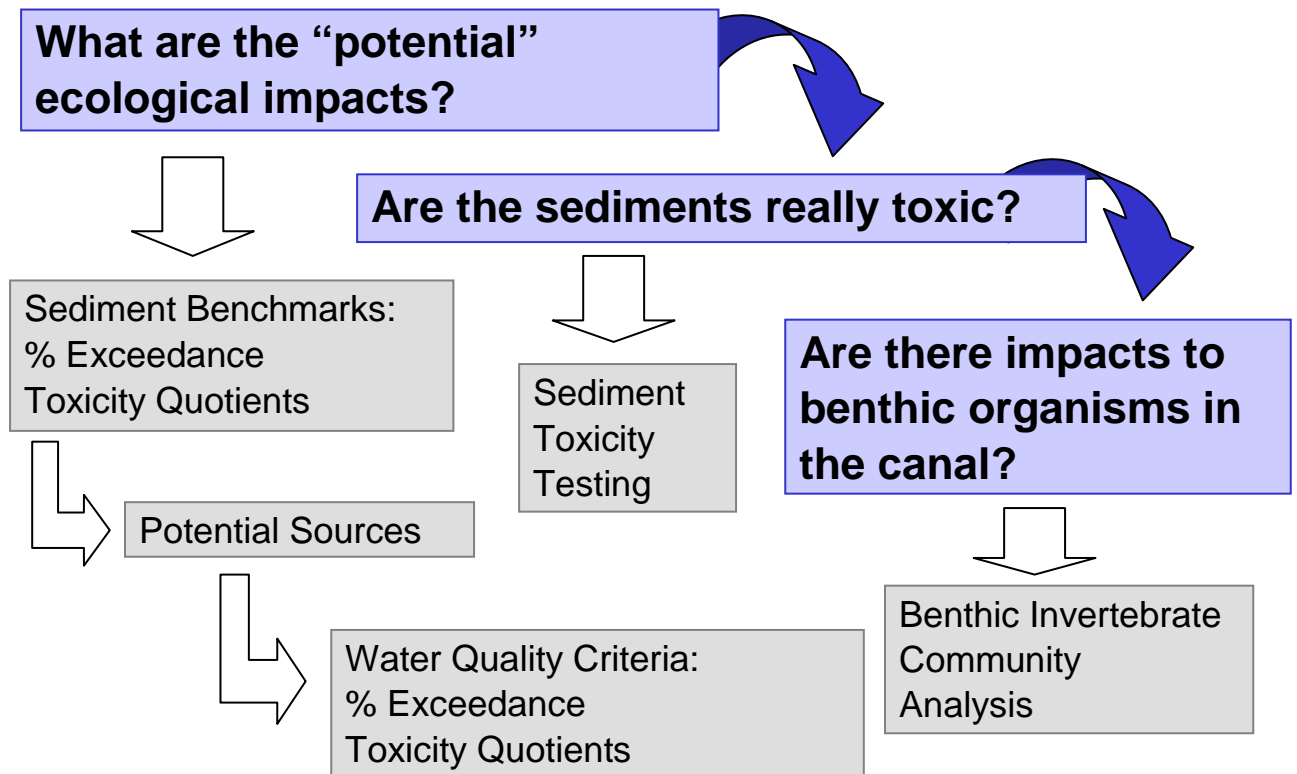 What are the “potential”
ecological impacts?
Are the sediments really toxic?
Sediment Benchmarks:
% Exceedance
Toxicity Quotients
Sediment
Toxicity
Testing
Are there impacts to
benthic organisms in
the canal?
Potential Sources
Water Quality Criteria:
% Exceedance
Toxicity Quotients
Benthic Invertebrate
Community
Analysis